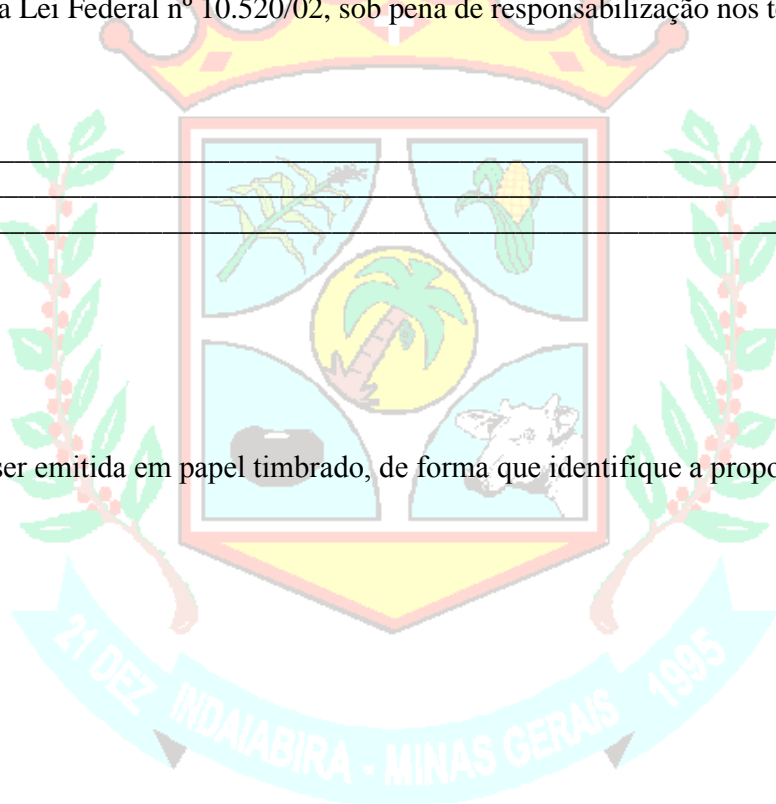 a Lei Federal nº 10.520/02, sob pena de responsabilização nos
ser emitida em papel timbrado, de forma que identifique a
21 DEZ INDAIABIRA - MINAS GERAIS 1995